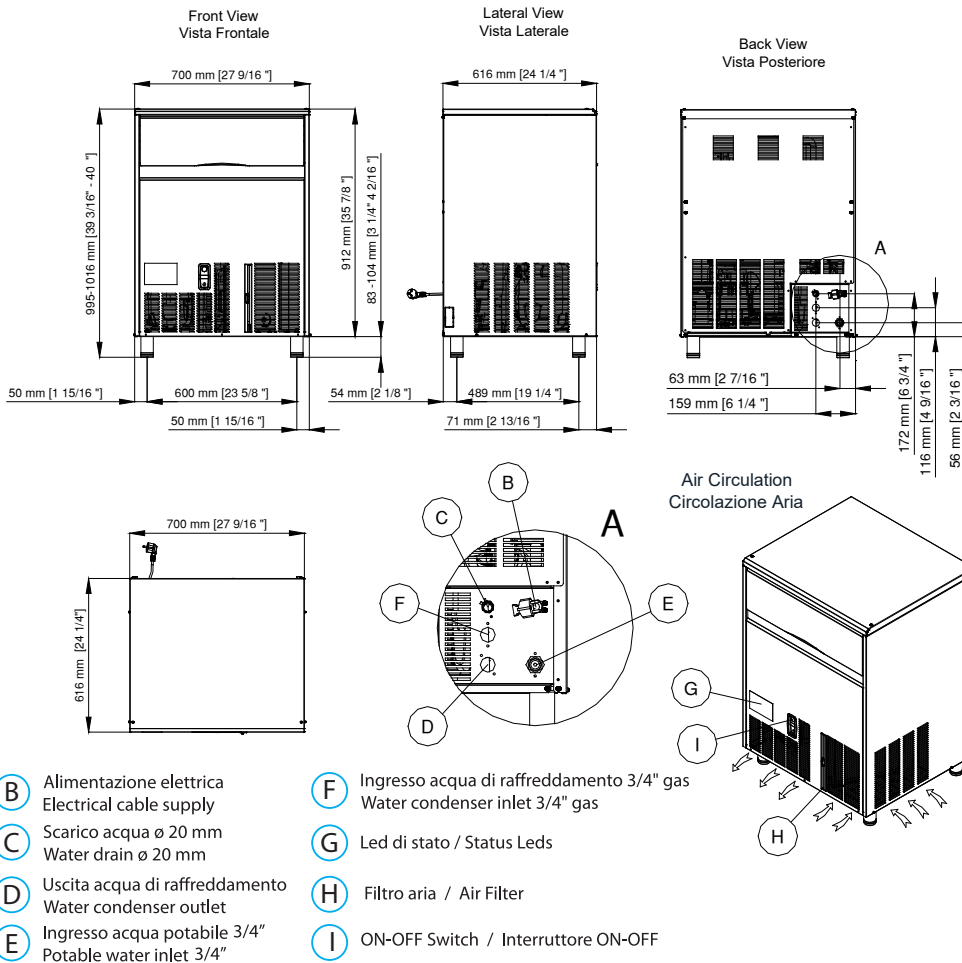 Front View
Vista Frontale
Lateral View
Vista Laterale
Back View
Vista Posteriore
700 mm [27 9/16 "]
616 mm [24 1/4 "]
995-1016 mm [39 3/16" - 40 "]
912 mm [35 7/8 "]
83 -104 mm [3 1/4" 4 2/16 "]
A
50 mm [1 15/16 "]
600 mm [23 5/8 "]
50 mm [1 15/16 "]
54 mm [2 1/8 "]
489 mm [19 1/4 "]
71 mm [2 13/16 "]
63 mm [2 7/16 "]
159 mm [6 1/4 "]
172 mm [6 3/4 "]
116 mm [4 9/16 "]
56 mm [2 3/16 "]
700 mm [27 9/16 "]
616 mm [24 1/4"]
B
C
A
F
E
D
Air Circulation
Circolazione Aria
G
I
H
B Alimentazione elettrica
Electrical cable supply
C Scarico acqua ø 20 mm
Water drain ø 20 mm
D Uscita acqua di raffreddamento
Water condenser outlet
E Ingresso acqua potabile 3/4"
Potable water inlet 3/4"
F Ingresso acqua di raffreddamento 3/4" gas
Water condenser inlet 3/4" gas
G Led di stato / Status Leds
H Filtro aria / Air Filter
I ON-OFF Switch / Interruttore ON-OFF